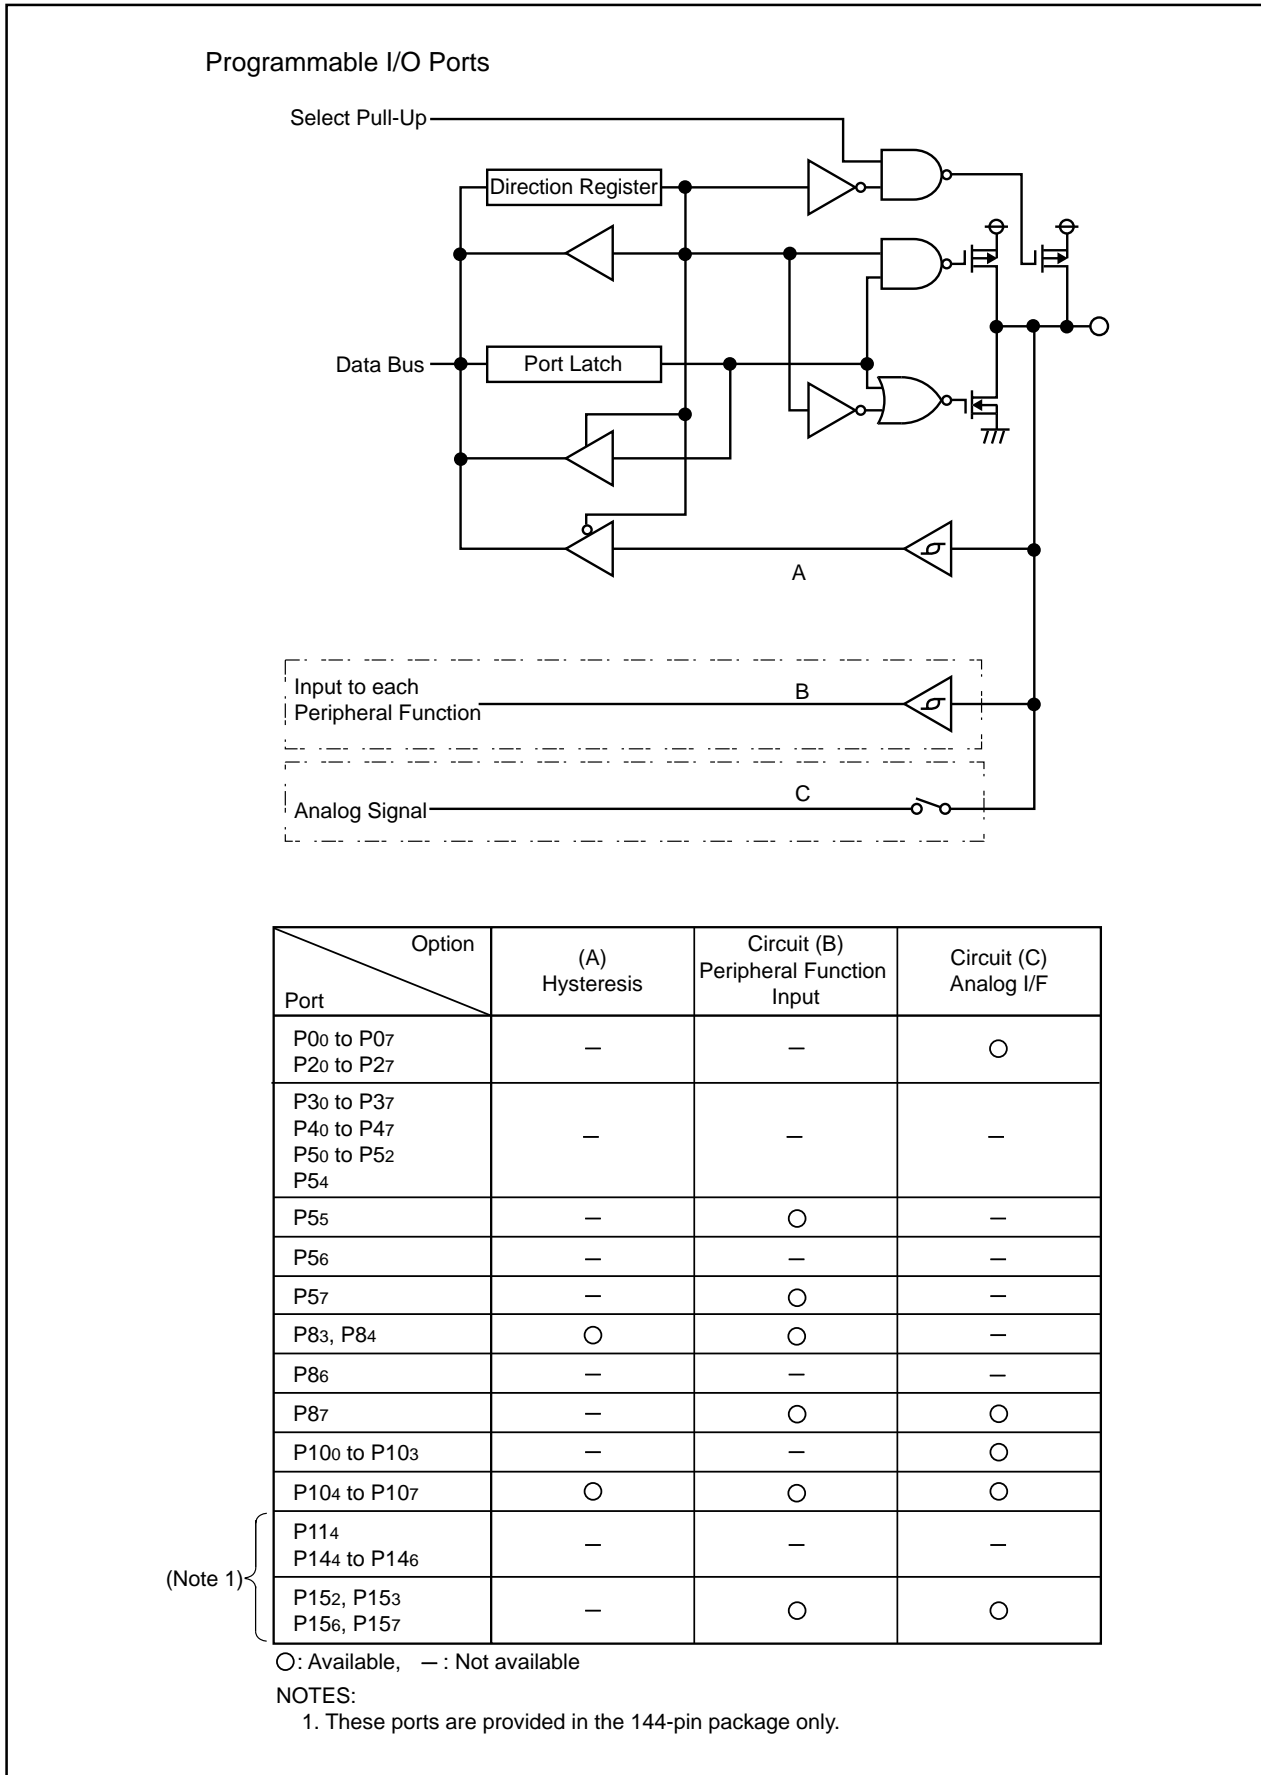 Programmable I/O Ports
Select Pull-Up
Direction Register
Data Bus
Port Latch
A
Input to each
Peripheral Function
B
Analog Signal
C
Option
Port
(A)
Hysteresis
Circuit (B)
Peripheral Function
Input
Circuit (C)
Analog I/F
P00 to P07
P20 to P27
– – ○
P30 to P37
P40 to P47
P50 to P52
P54
– – –
P55 – ○ –
P56 – – –
P57 – ○ –
P83, P84 ○ ○ –
P86 – – –
P87 – ○ ○
P100 to P103 – – ○
P104 to P107 ○ ○ ○
(Note 1)
P114
P144 to P146
– – –
P152, P153
P156, P157
– ○ ○
○: Available, – : Not available
NOTES:
1. These ports are provided in the 144-pin package only.